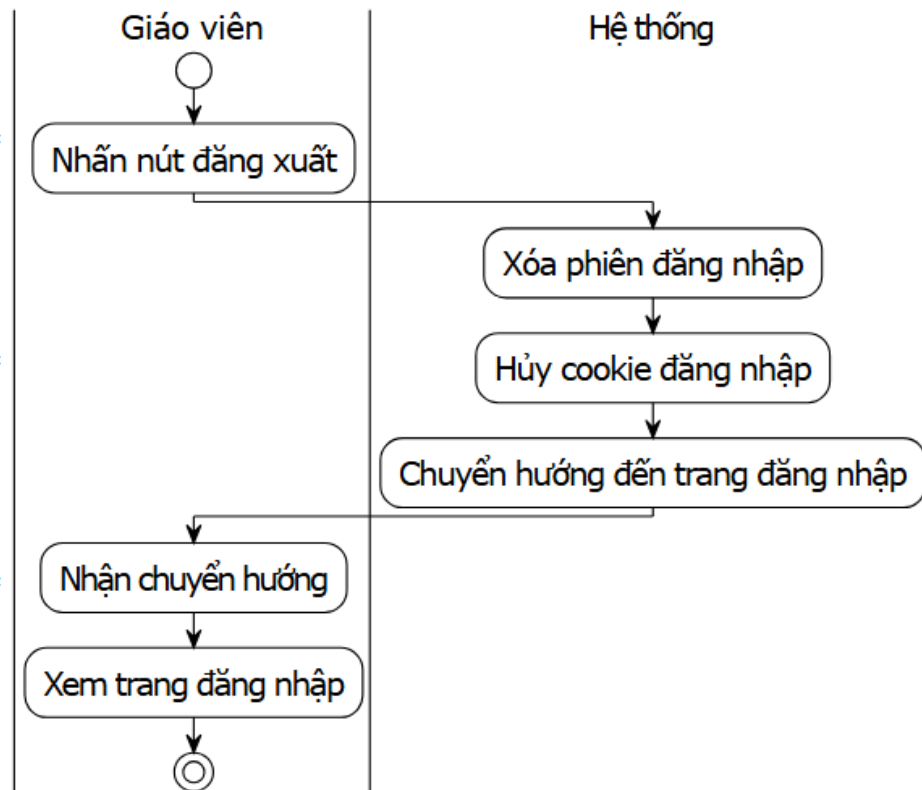 Giáo viên
Hệ thống
Nhấn nút đăng xuất
Xóa phiên đăng nhập
Hủy cookie đăng nhập
Chuyển hướng đến trang đăng nhập
Nhận chuyển hướng
Xem trang đăng nhập